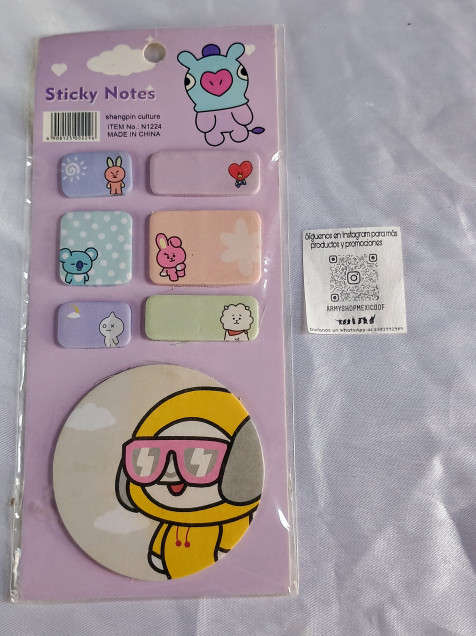 Sticky Notes
shangpin culture
ITEM No.: N1224
MADE IN CHINA
Síguenos en Instagram para más
productos y promociones
ARMYSHOPMEXICOOF